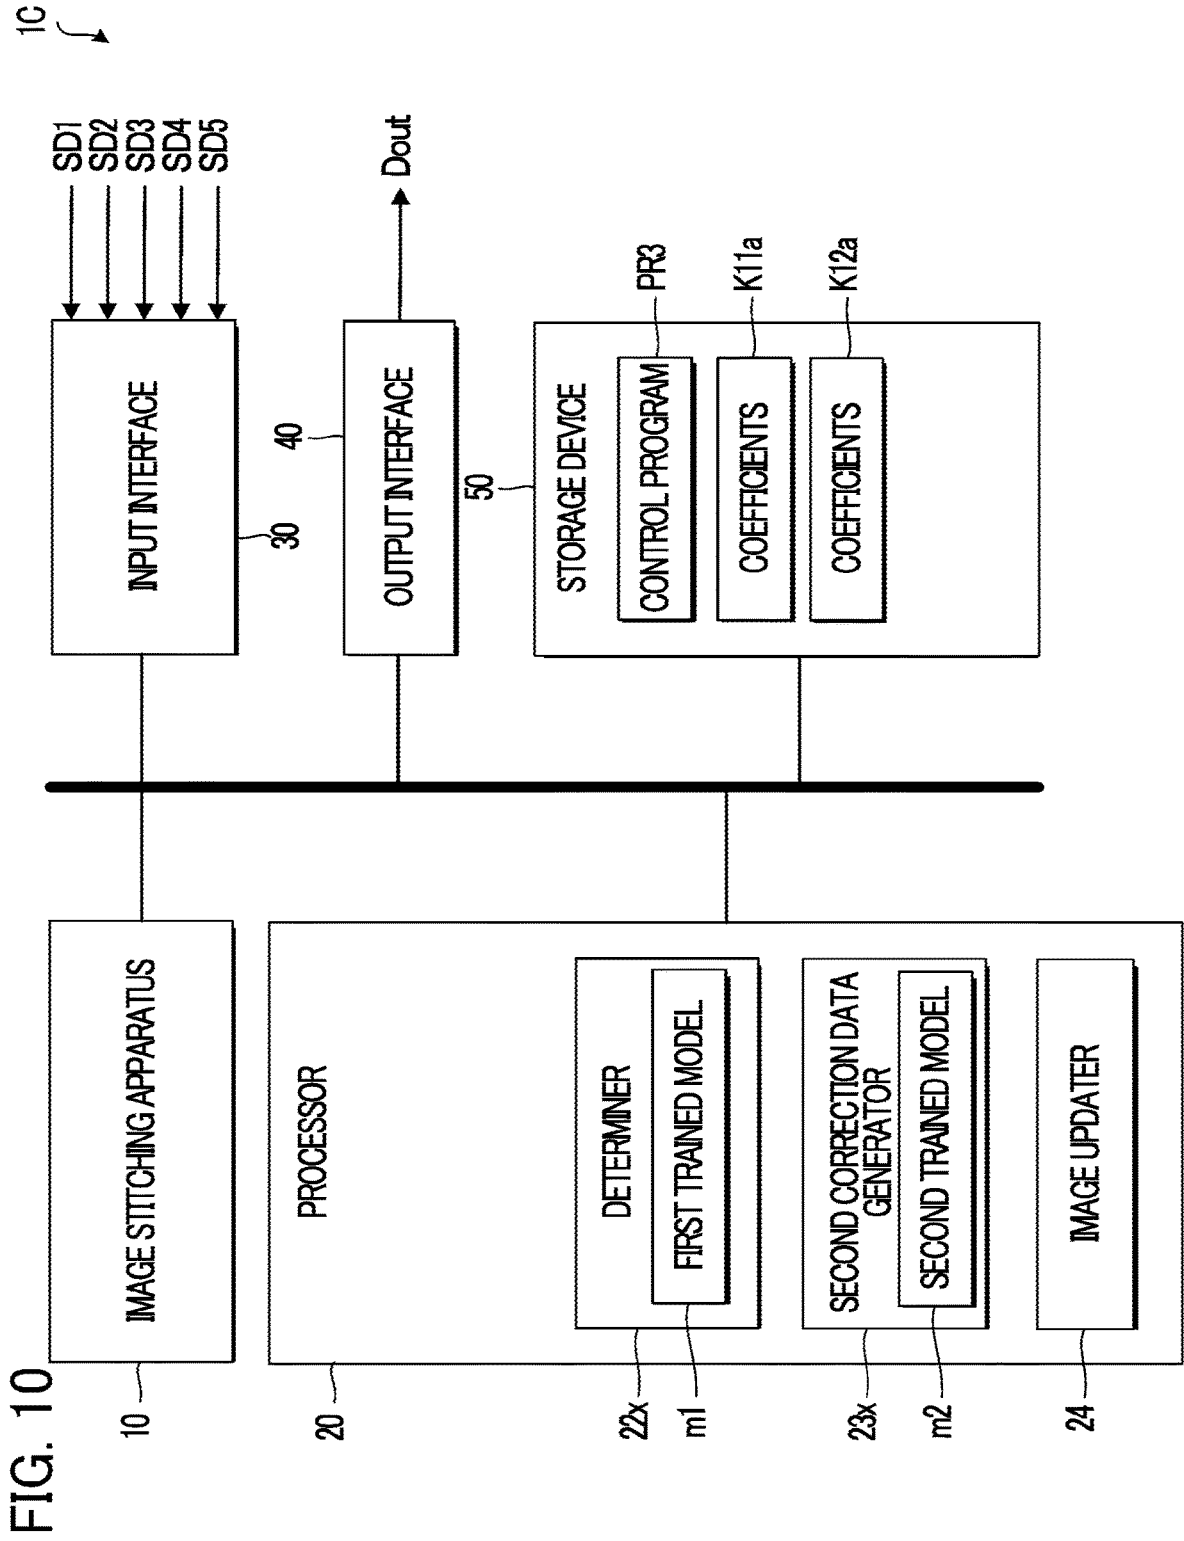 FIG. 10
1C
10
IMAGE STITCHING APPARATUS
20
PROCESSOR
22x
DETERMINER
m1
FIRST TRAINED MODEL
23x
SECOND CORRECTION DATA
GENERATOR
m2
SECOND TRAINED MODEL
24
IMAGE UPDATER
INPUT INTERFACE
30
SD1
SD2
SD3
SD4
SD5
40
OUTPUT INTERFACE
Dout
50
STORAGE DEVICE
CONTROL PROGRAM
PR3
COEFFICIENTS
K11a
COEFFICIENTS
K12a